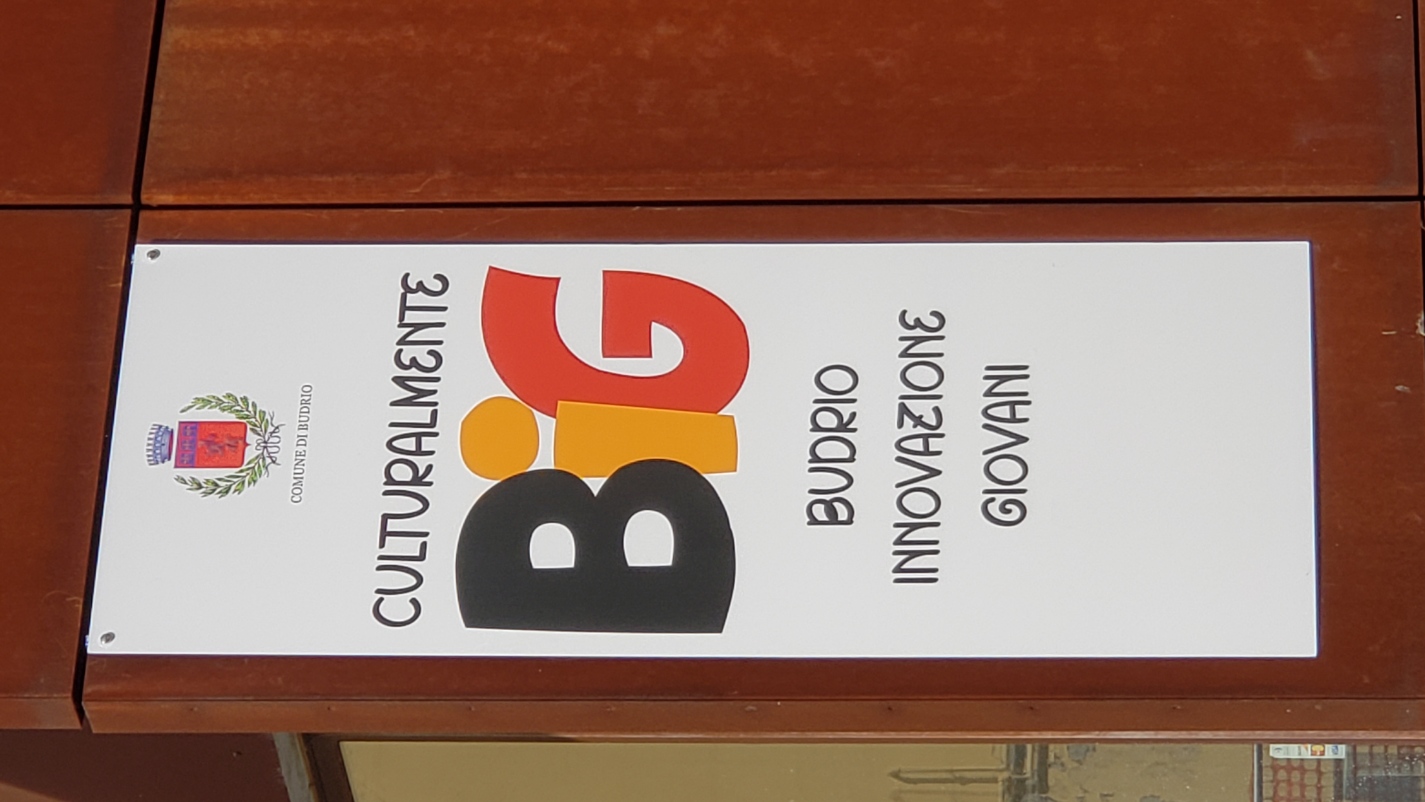 COMUNE DI BUDRIO
CULTURALMENTE
BiG
BUDRIO
INNOVAZIONE
GIOVANI